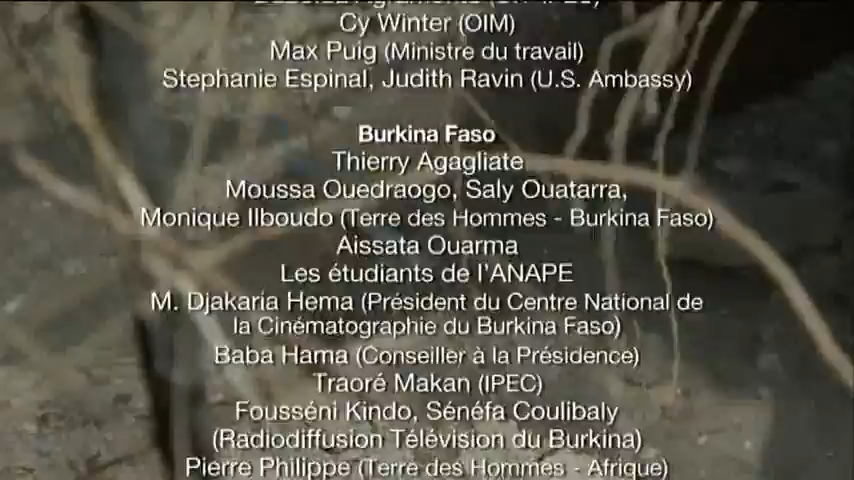 Cy Winter (OIM)
Max Puig (Ministre du travail)
Stephanie Espinal, Judith Ravin (U.S. Ambassy)
Burkina Faso
Thierry Agagliate
Moussa Ouedraogo, Saly Ouatarra,
Monique Ilboudo (Terre des Hommes - Burkina Faso)
Aissata Ouarma
Les étudiants de l'ANAPE
M. Djakaria Hema (Président du Centre National de
la Cinématographie du Burkina Faso)
Baba Hama (Conseiller à la Présidence)
Traoré Makan (IPEC)
Fousséni Kindo, Sénéfa Coulibaly
(Radiodiffusion Télévision du Burkina)
Pierre Philippe (Terre des Hommes - Afrique)